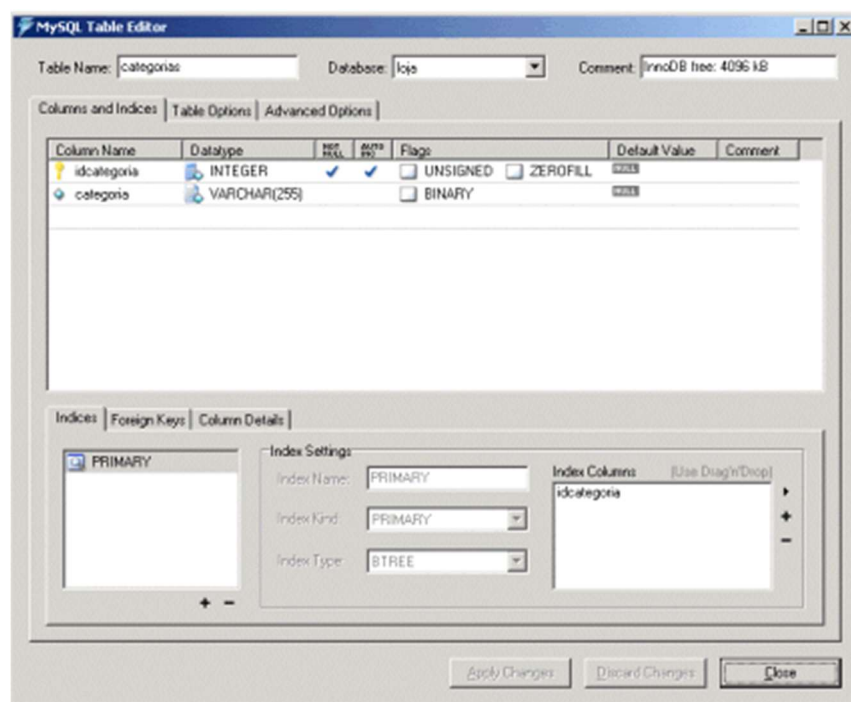 MySQL Table Editor
Table Name: categorias Database: loja Comment: InnoDB free: 4096 kB
Columns and Indices Table Options Advanced Options
Column Name Datatype NOT NULL AUTO INC Flags Default Value Comment
idcategoria INTEGER UNSIGNED ZEROFILL NULL
categoria VARCHAR(255) BINARY NULL
Indices Foreign Keys Column Details
PRIMARY
Index Settings
Index Name: PRIMARY
Index Kind: PRIMARY
Index Type: BTREE
Index Columns (Use Drag'n'Drop)
idcategoria
Apply Changes Discard Changes Close